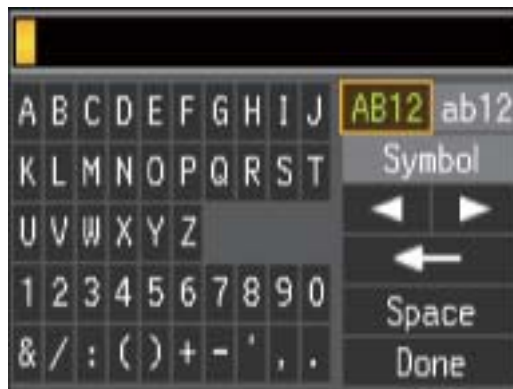 A B C D E F G H I J
K L M N O P Q R S T
U V W X Y Z
1 2 3 4 5 6 7 8 9 0
& / : ( ) + - ' , .
AB12 ab12
Symbol
Space
Done